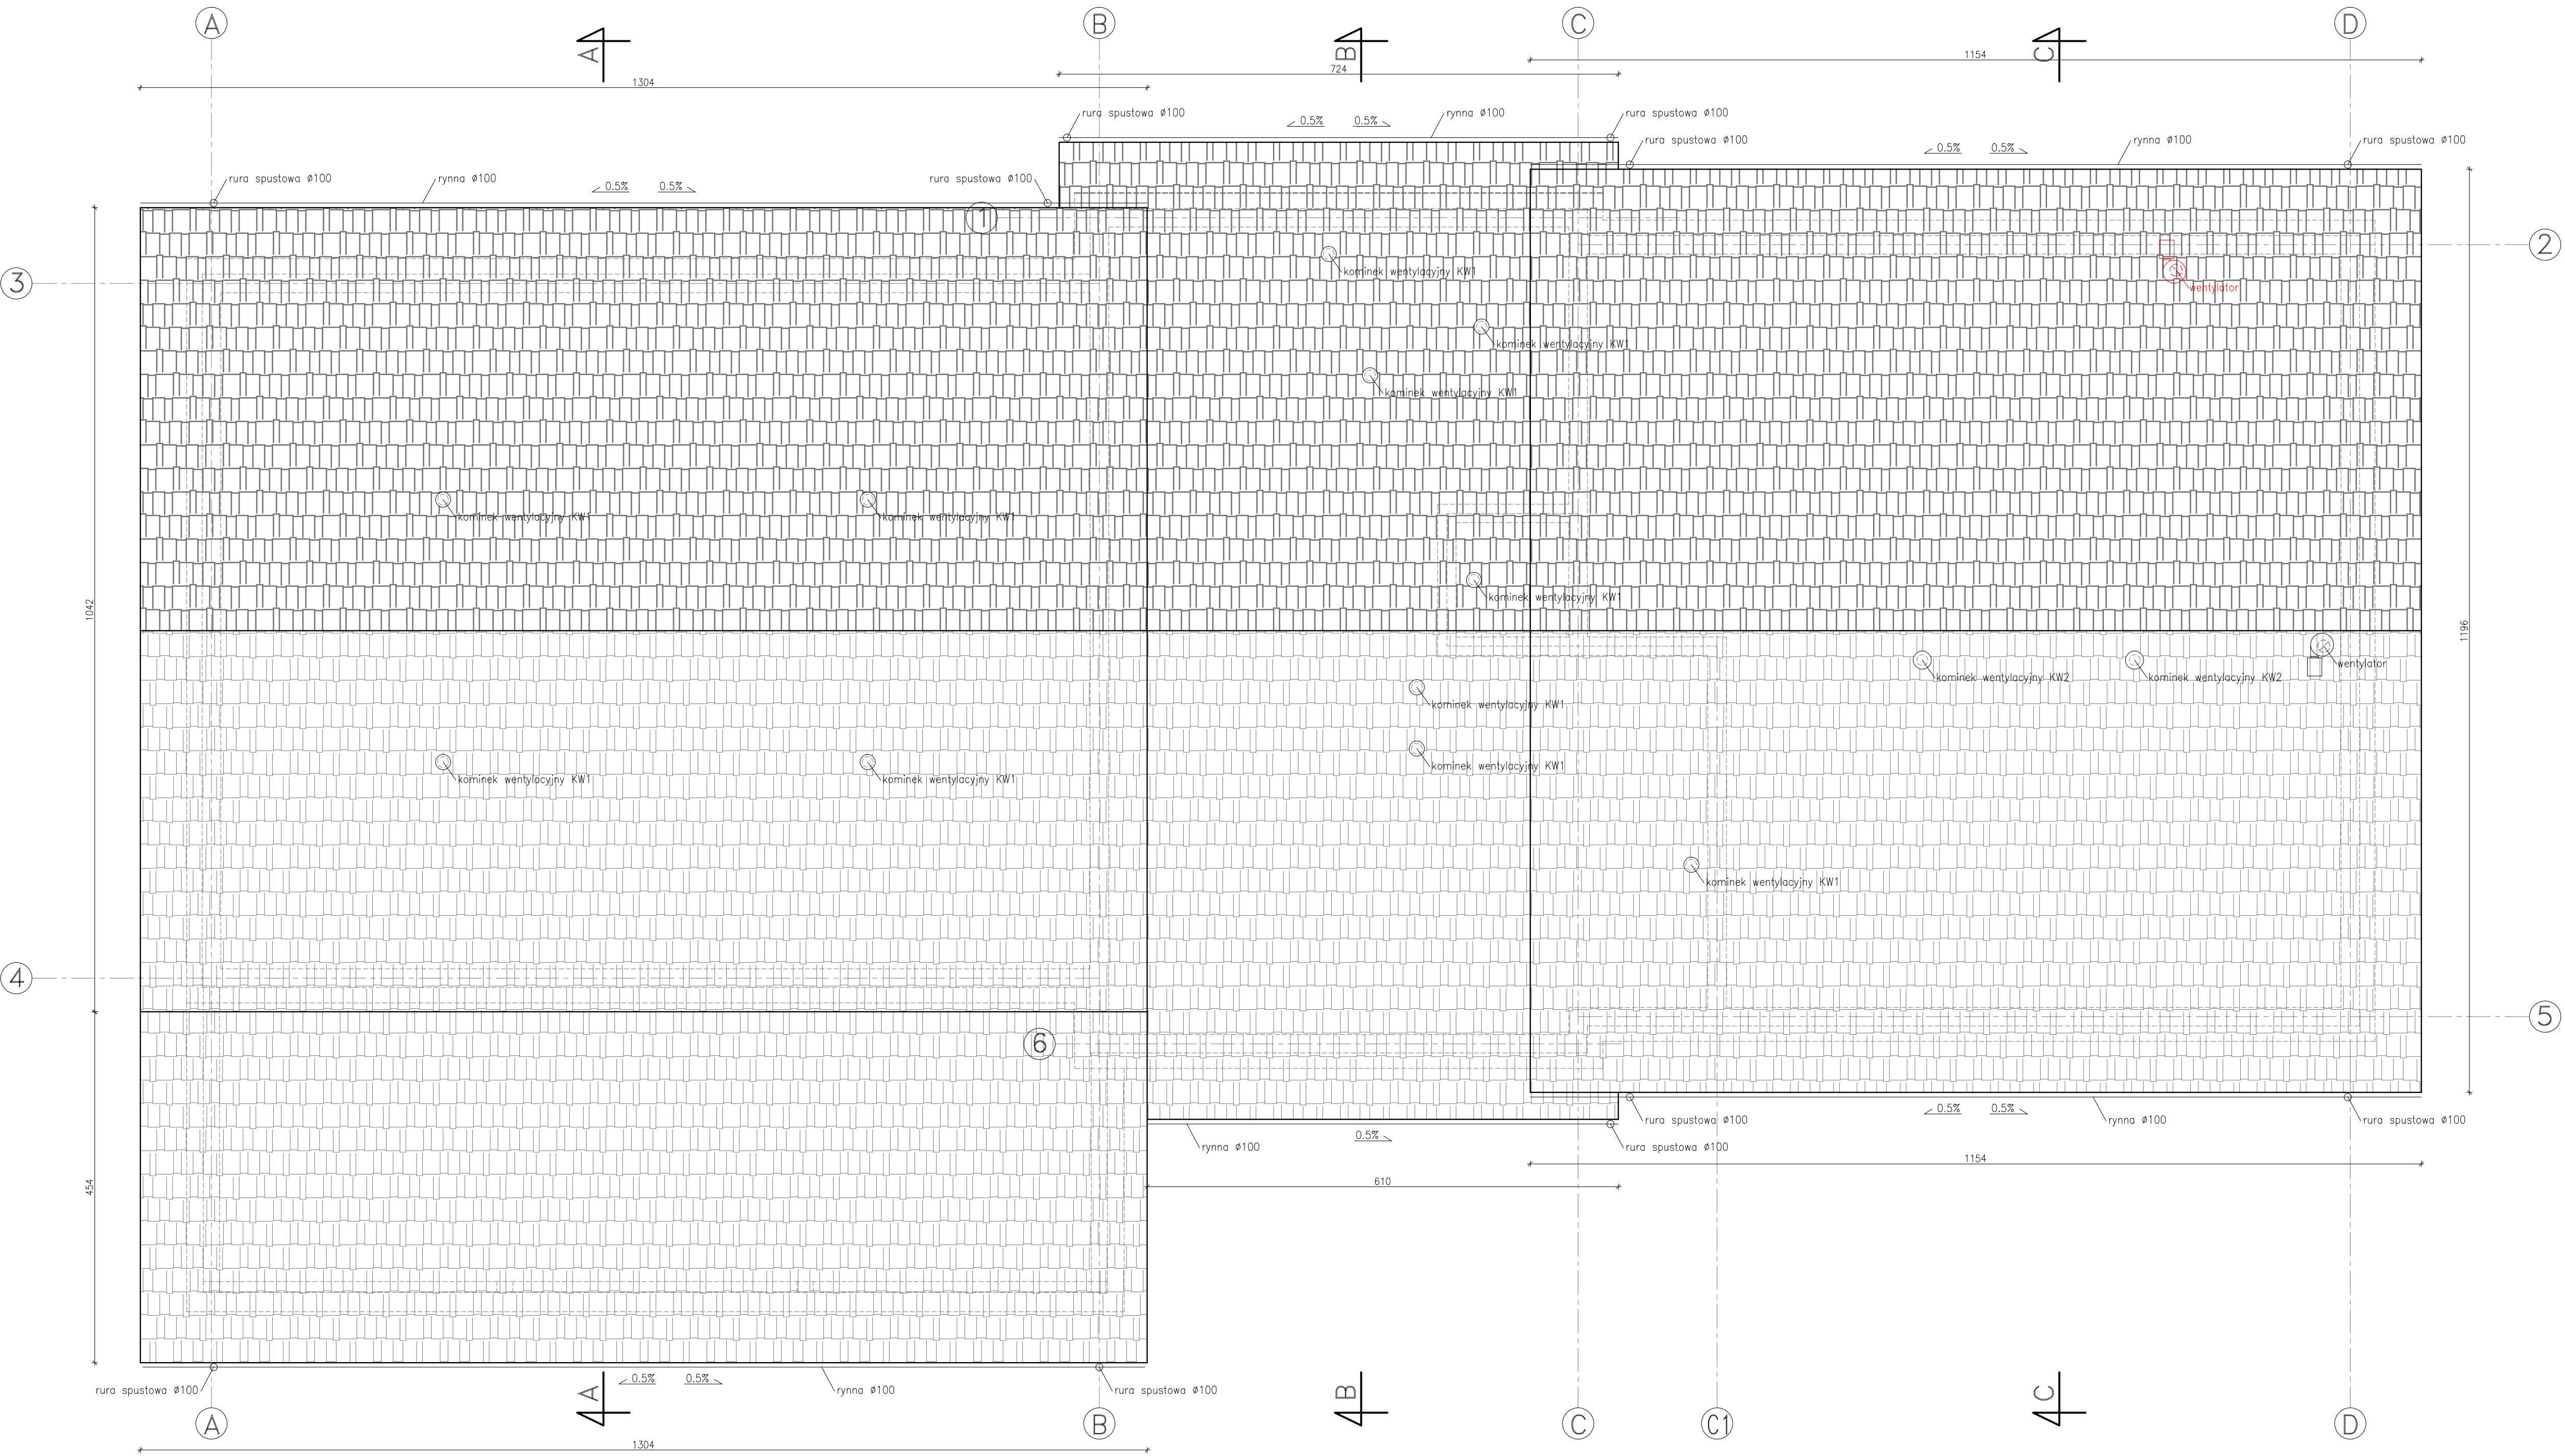 A
B
C
D
A
B
C
1154
724
1304
rura spustowa Ø100
0.5%
0.5%
rynna Ø100
rura spustowa Ø100
rura spustowa Ø100
0.5%
0.5%
rynna Ø100
rura spustowa Ø100
rura spustowa Ø100
rynna Ø100
0.5%
0.5%
rura spustowa Ø100
1
2
3
kominek wentylacyjny KW1
wentylator
kominek wentylacyjny KW1
kominek wentylacyjny KW1
kominek wentylacyjny KW1
kominek wentylacyjny KW1
kominek wentylacyjny KW1
1042
1196
wentylator
kominek wentylacyjny KW2
kominek wentylacyjny KW2
kominek wentylacyjny KW1
kominek wentylacyjny KW1
kominek wentylacyjny KW1
kominek wentylacyjny KW1
kominek wentylacyjny KW1
4
5
6
0.5%
0.5%
rura spustowa Ø100
rynna Ø100
rura spustowa Ø100
0.5%
rynna Ø100
rura spustowa Ø100
1154
610
454
0.5%
0.5%
rura spustowa Ø100
rynna Ø100
rura spustowa Ø100
A
B
C
A
B
C
C1
D
1304